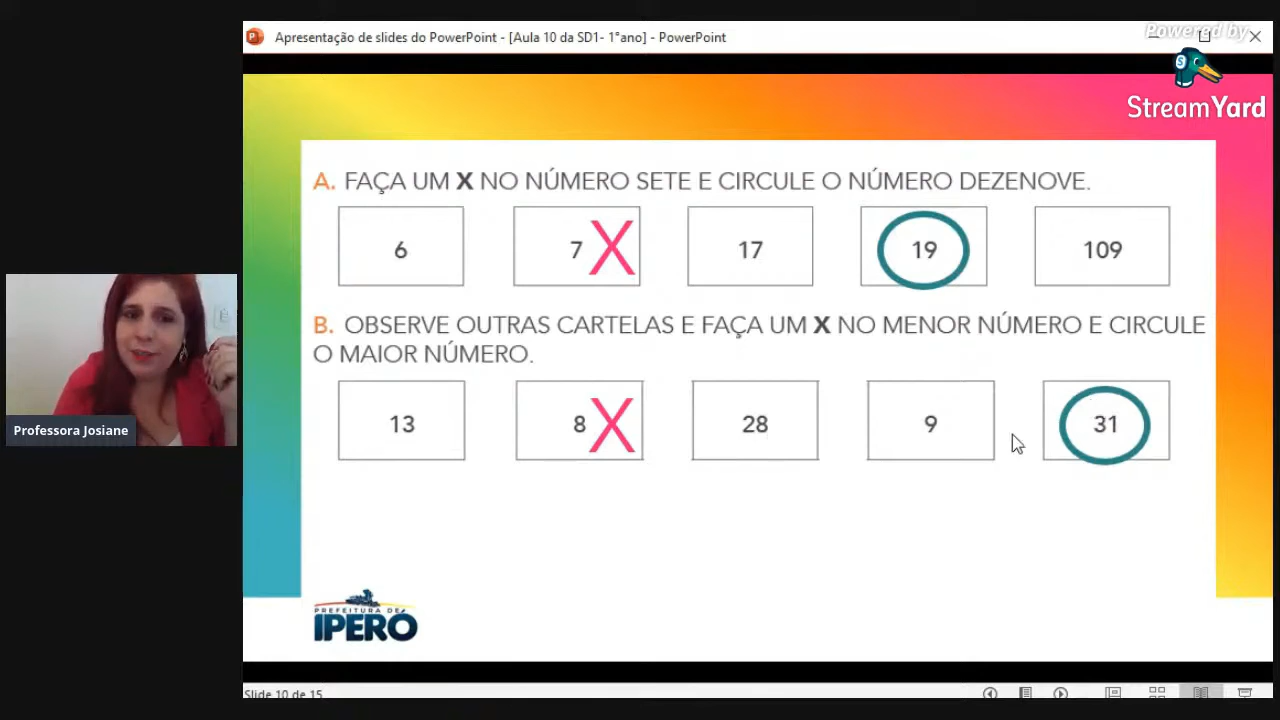 Apresentação de slides do PowerPoint - [Aula 10 da SD1- 1°ano] - PowerPoint
Powered by
StreamYard
A. FAÇA UM X NO NÚMERO SETE E CIRCULE O NÚMERO DEZENOVE.
6 7 X 17 19 109
B. OBSERVE OUTRAS CARTELAS E FAÇA UM X NO MENOR NÚMERO E CIRCULE
O MAIOR NÚMERO.
13 8 X 28 9 31
Professora Josiane
PREFEITURA DE
IPERÓ
Slide 10 de 15